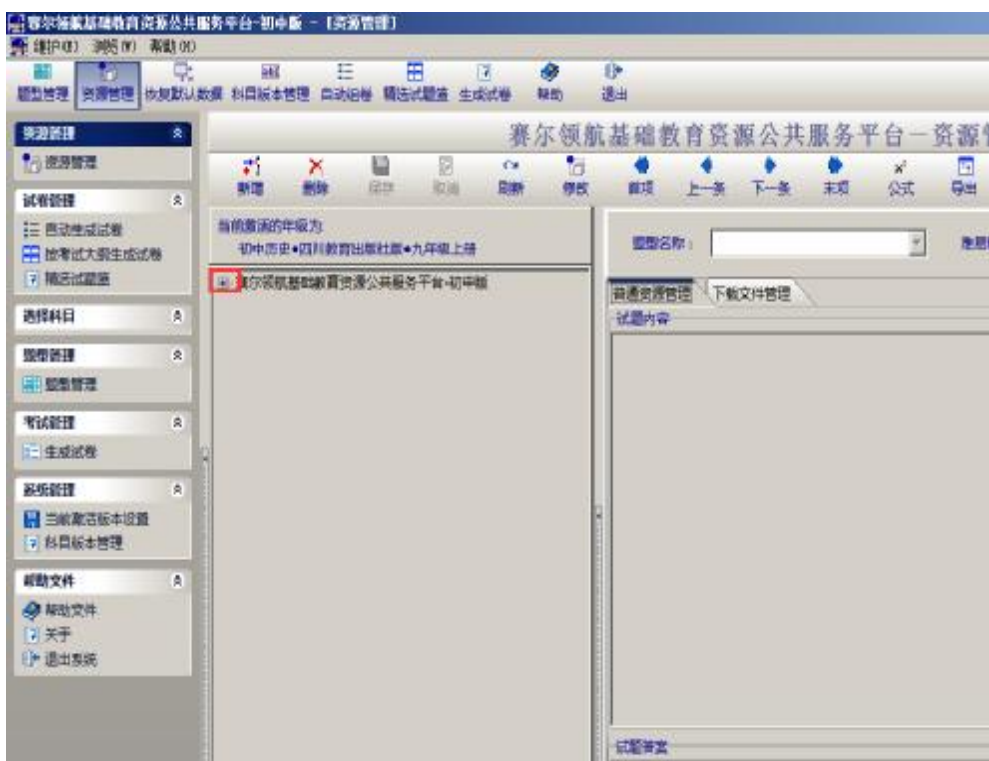 赛尔领航基础教育资源公共服务平台-初中版 - [资源管理]
维护(M) 浏览(W) 帮助(H)
题型管理 资源管理 恢复默认数据 科目版本管理 自动组卷 精选试题篮 生成试卷 帮助 退出
资源管理
资源管理
试卷管理
自动生成试卷
按考试大纲生成试卷
精选试题篮
选择科目
题型管理
题型管理
考试管理
生成试卷
系统管理
当前激活版本设置
科目版本管理
帮助文件
帮助文件
关于
退出系统
赛尔领航基础教育资源公共服务平台－资源
新增 删除 保存 取消 刷新 修改 首项 上一条 下一条 末项 公式 导出
当前激活的年级为:
初中历史●四川教育出版社版●九年级上册
赛尔领航基础教育资源公共服务平台-初中版
题型名称:
普通资源管理 下载文件管理
试题内容
试题答案